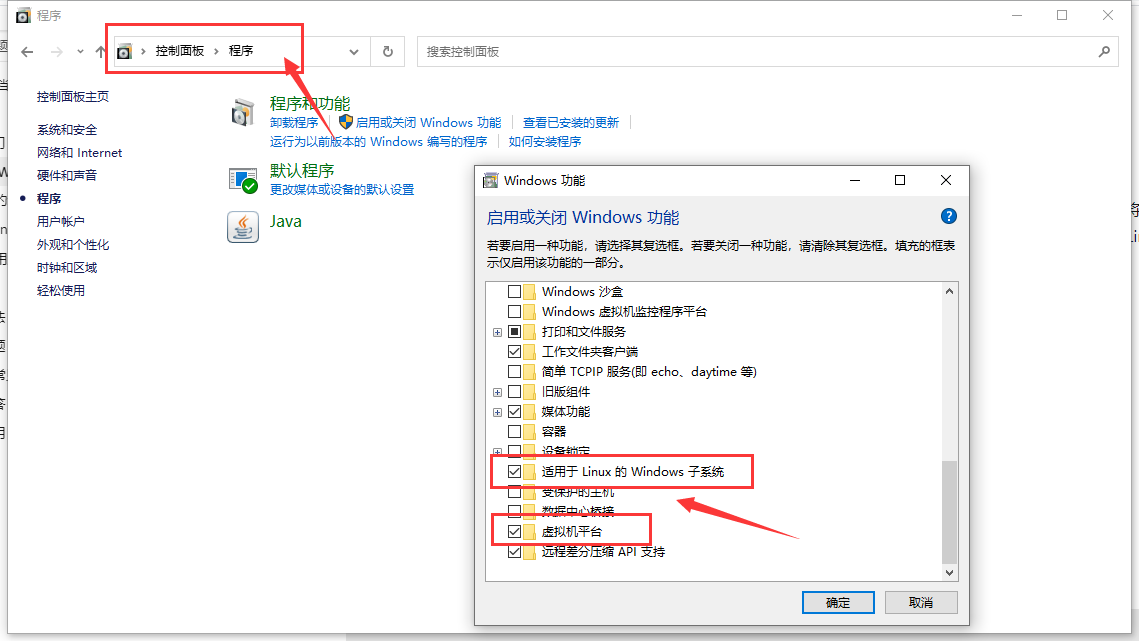 程序
控制面板 › 程序
搜索控制面板
控制面板主页
系统和安全
网络和 Internet
硬件和声音
程序
用户帐户
外观和个性化
时钟和区域
轻松使用
程序和功能
卸载程序
启用或关闭 Windows 功能
查看已安装的更新
运行为以前版本的 Windows 编写的程序
如何安装程序
默认程序
更改媒体或设备的默认设置
Java
Windows 功能
启用或关闭 Windows 功能
若要启用一种功能，请选择其复选框。若要关闭一种功能，请清除其复选框。填充的框表
示仅启用该功能的一部分。
Windows 沙盒
Windows 虚拟机监控程序平台
打印和文件服务
工作文件夹客户端
简单 TCPIP 服务(即 echo、daytime 等)
旧版组件
媒体功能
容器
设备锁定
适用于 Linux 的 Windows 子系统
受保护的主机
数据中心桥接
虚拟机平台
远程差分压缩 API 支持
确定
取消